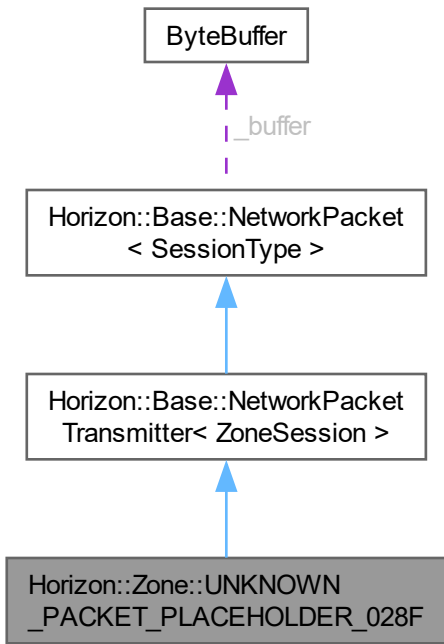 ByteBuffer
_buffer
Horizon::Base::NetworkPacket
< SessionType >
Horizon::Base::NetworkPacket
Transmitter< ZoneSession >
Horizon::Zone::UNKNOWN
_PACKET_PLACEHOLDER_028F